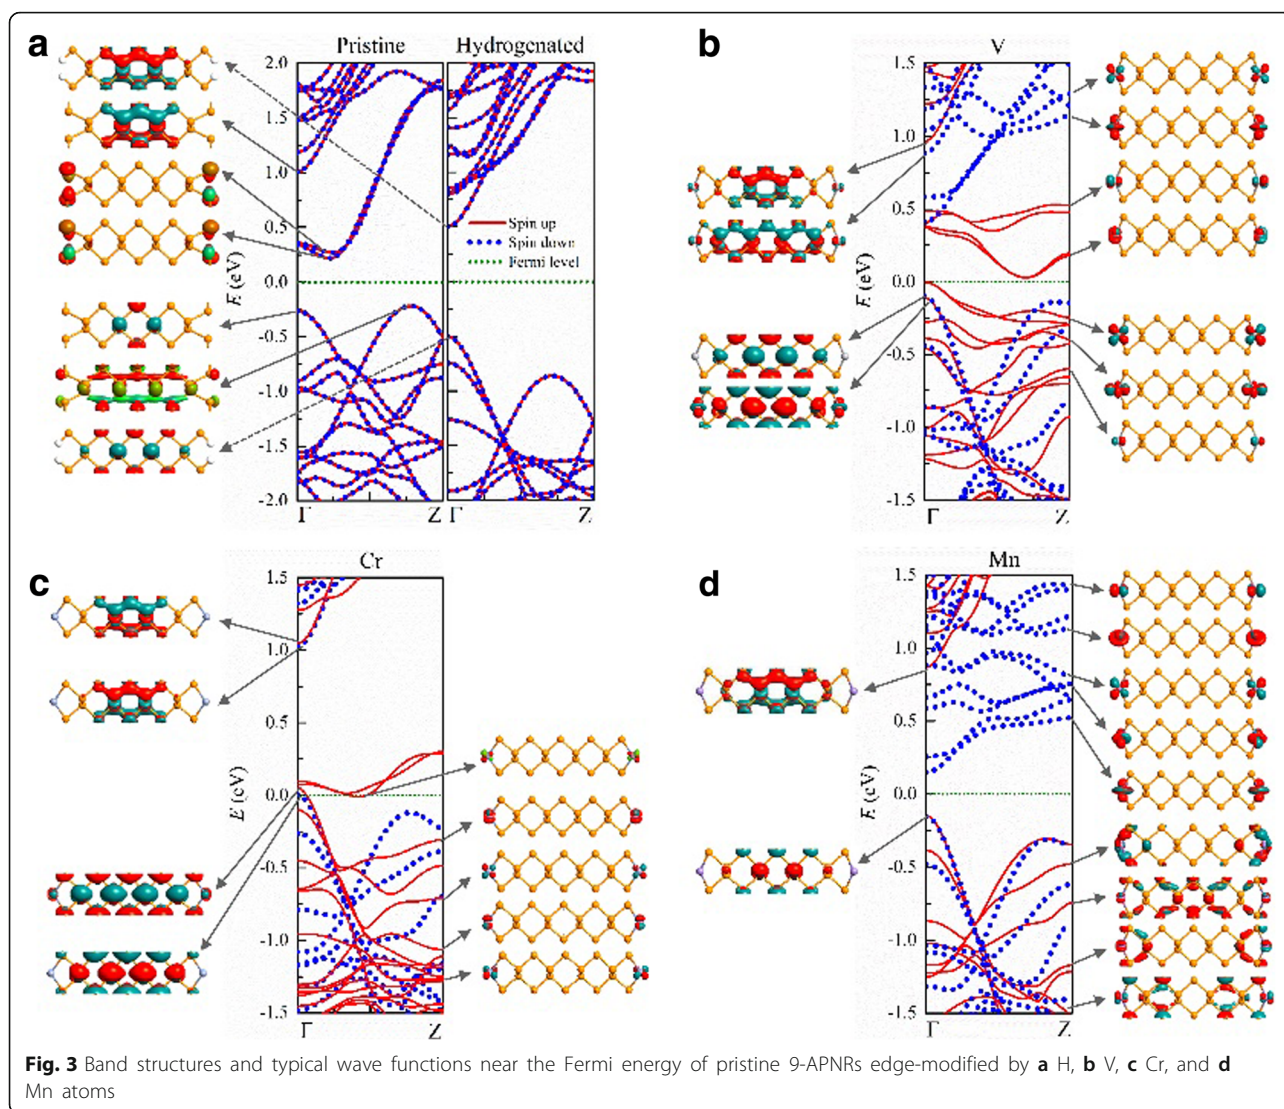 a
Pristine
Hydrogenated
2.0
1.5
1.0
0.5
0.0
-0.5
-1.0
-1.5
-2.0
E (eV)
Spin up
Spin down
Fermi level
Γ
Z
Γ
Z
b
V
1.5
1.0
0.5
0.0
-0.5
-1.0
-1.5
E (eV)
Γ
Z
c
Cr
1.5
1.0
0.5
0.0
-0.5
-1.0
-1.5
E (eV)
Γ
Z
d
Mn
1.5
1.0
0.5
0.0
-0.5
-1.0
-1.5
E (eV)
Γ
Z
Fig. 3 Band structures and typical wave functions near the Fermi energy of pristine 9-APNRs edge-modified by a H, b V, c Cr, and d
Mn atoms